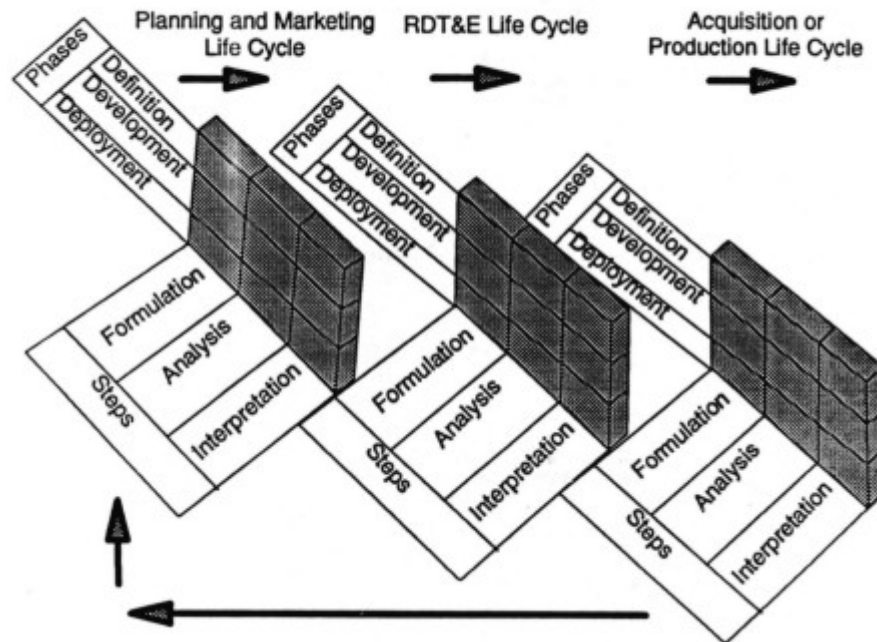 Planning and Marketing
Life Cycle
RDT&E Life Cycle
Acquisition or
Production Life Cycle
Phases
Definition
Development
Deployment
Steps
Formulation
Analysis
Interpretation
Phases
Definition
Development
Deployment
Steps
Formulation
Analysis
Interpretation
Phases
Definition
Development
Deployment
Steps
Formulation
Analysis
Interpretation